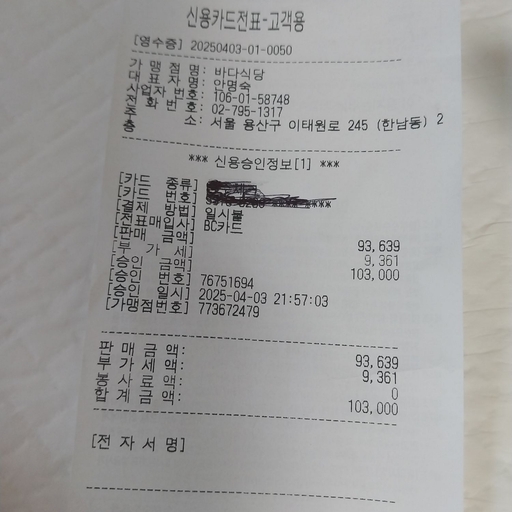 신용카드전표-고객용
[영수증] 20250403-01-0050
가 맹 점 명: 바다식당
대 표 자 명: 안명숙
사업자 번호: 106-01-58748
전 화 번 호: 02-795-1317
주 소: 서울 용산구 이태원로 245 (한남동) 2
층
*** 신용승인정보[1] ***
[카드 종류]
[카드 번호]
[결제 방법] 일시불
[전표매입사] BC카드
[판매 금액] 93,639
[부 가 세] 9,361
[승인 금액] 103,000
[승인 번호] 76751694
[승인 일시] 2025-04-03 21:57:03
[가맹점번호] 773672479
판 매 금 액: 93,639
부 가 세 액: 9,361
봉 사 료 액: 0
합 계 금 액: 103,000
[전 자 서 명]